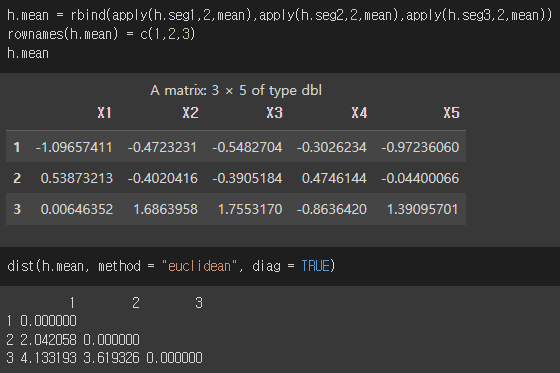 h.mean = rbind(apply(h.seg1,2,mean),apply(h.seg2,2,mean),apply(h.seg3,2,mean))
rownames(h.mean) = c(1,2,3)
h.mean
A matrix: 3 × 5 of type dbl
X1 X2 X3 X4 X5
1 -1.09657411 -0.4723231 -0.5482704 -0.3026234 -0.97236060
2 0.53873213 -0.4020416 -0.3905184 0.4746144 -0.04400066
3 0.00646352 1.6863958 1.7553170 -0.8636420 1.39095701
dist(h.mean, method = "euclidean", diag = TRUE)
1 2 3
1 0.000000
2 2.042058 0.000000
3 4.133193 3.619326 0.000000